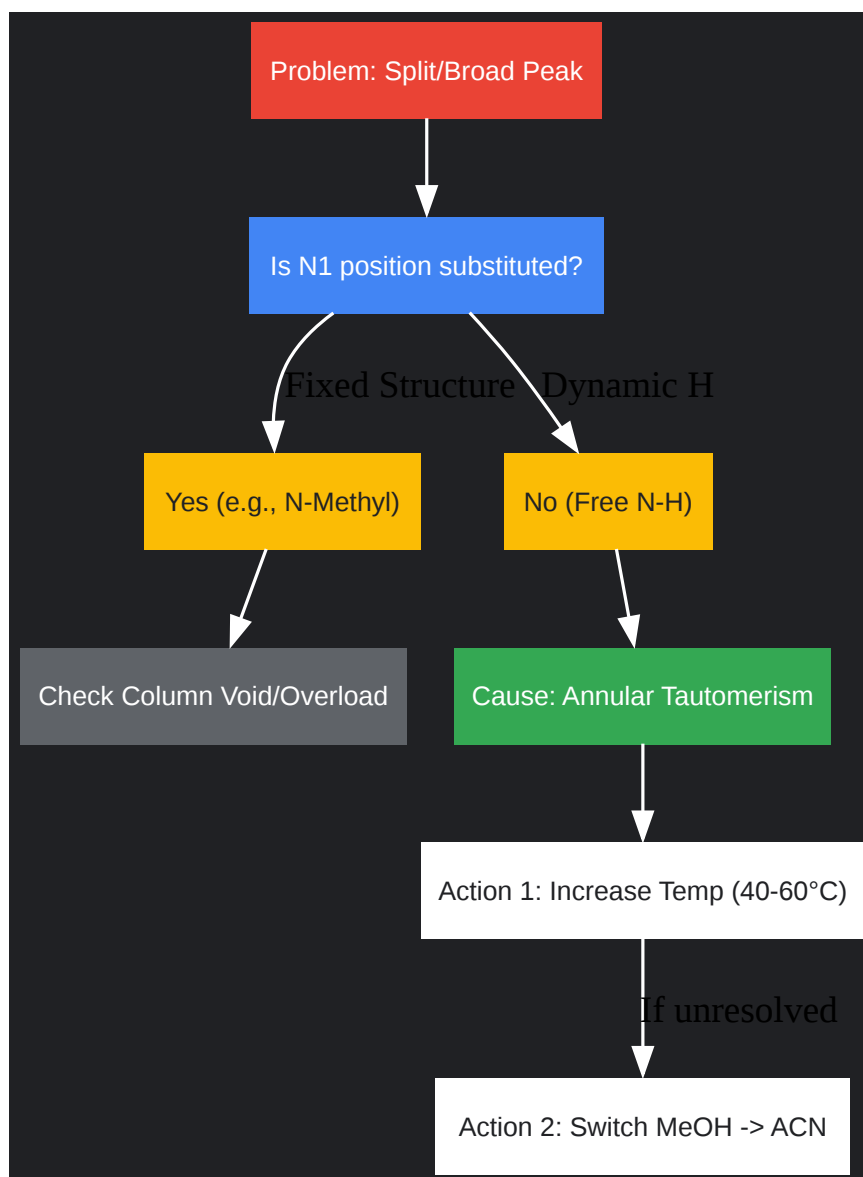 Problem: Split/Broad Peak
Is N1 position substituted?
Fixed Structure
Dynamic H
Yes (e.g., N-Methyl)
No (Free N-H)
Check Column Void/Overload
Cause: Annular Tautomerism
Action 1: Increase Temp (40-60°C)
If unresolved
Action 2: Switch MeOH -> ACN